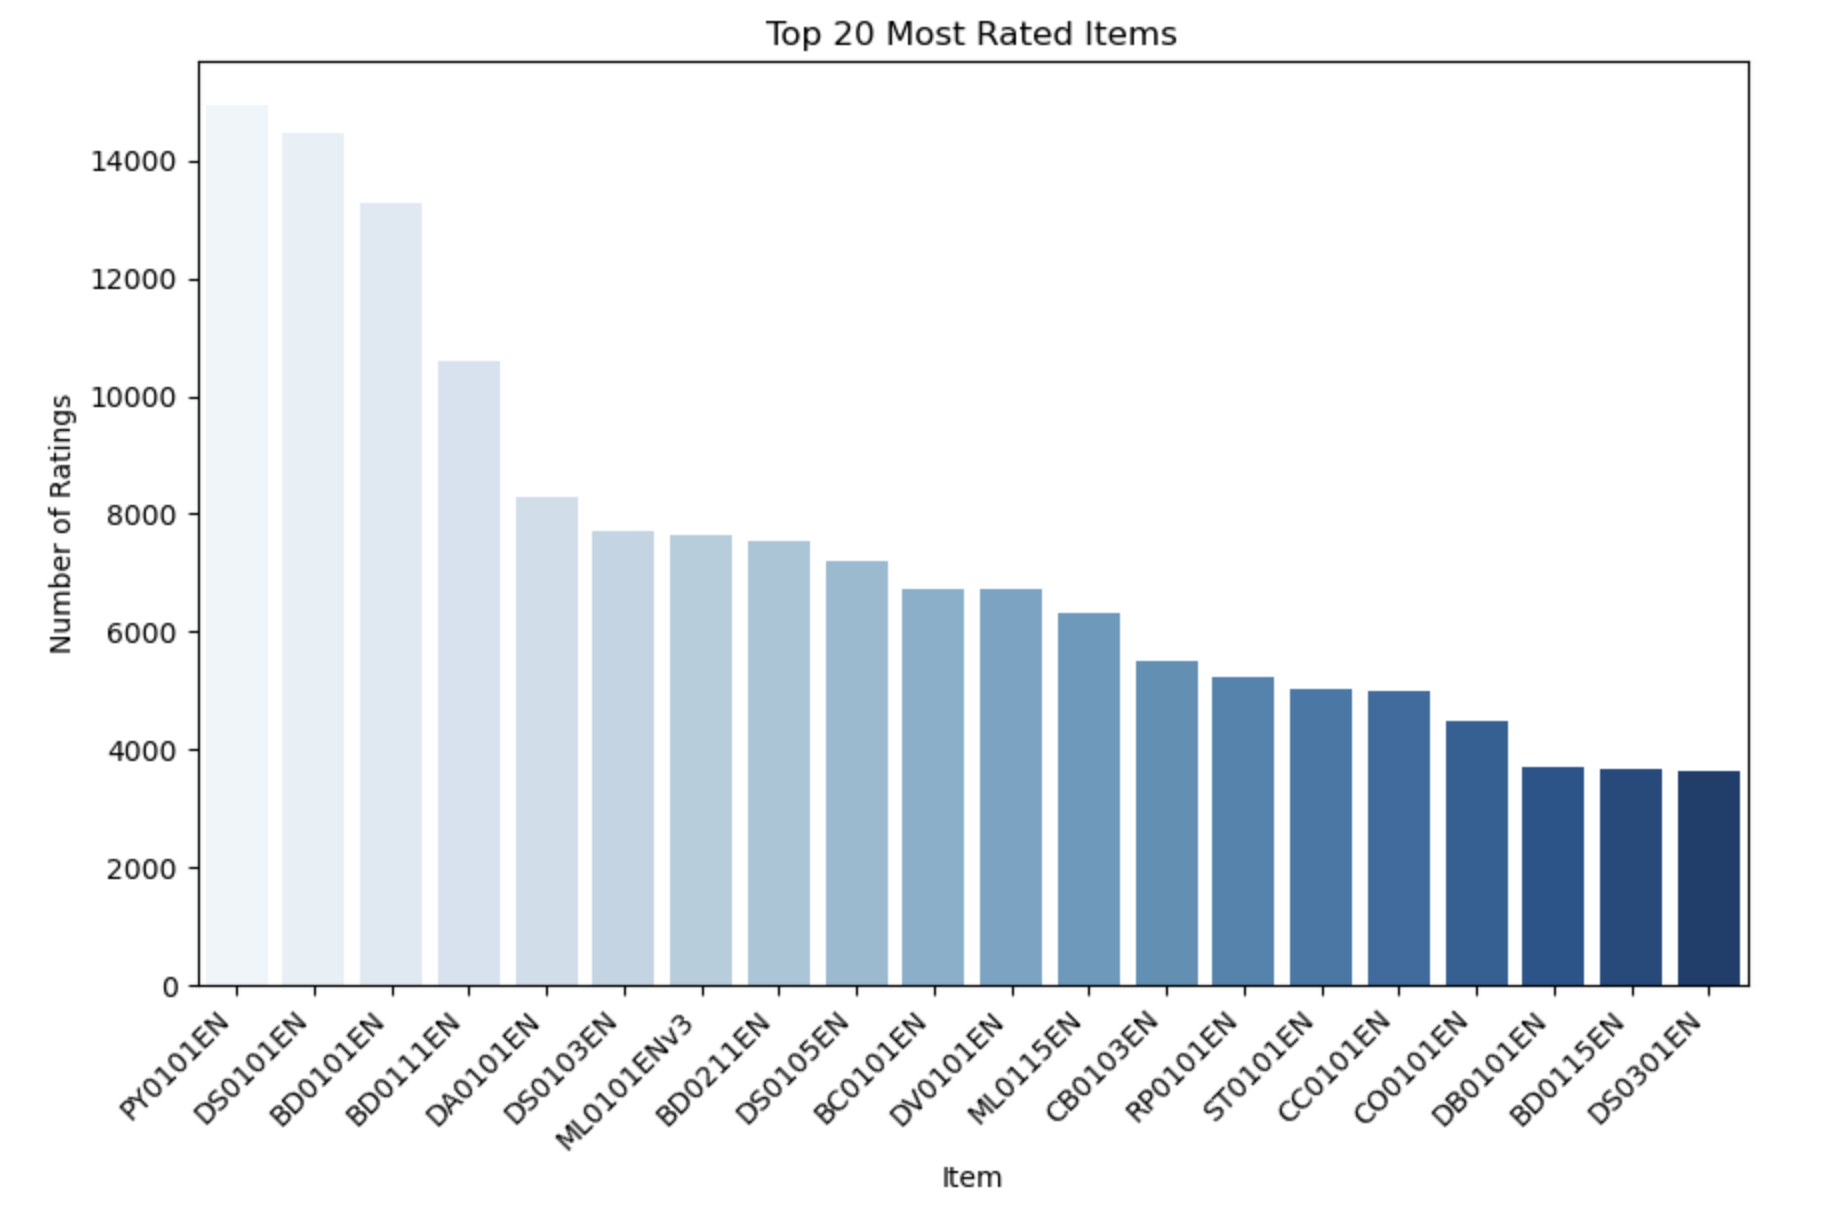 Top 20 Most Rated Items
Number of Ratings
14000
12000
10000
8000
6000
4000
2000
0
PY0101EN
DS0101EN
BD0101EN
BD0111EN
DA0101EN
DS0103EN
ML0101ENv3
BD0211EN
DS0105EN
BC0101EN
DV0101EN
ML0115EN
CB0103EN
RP0101EN
ST0101EN
CC0101EN
CO0101EN
DB0101EN
BD0115EN
DS0301EN
Item